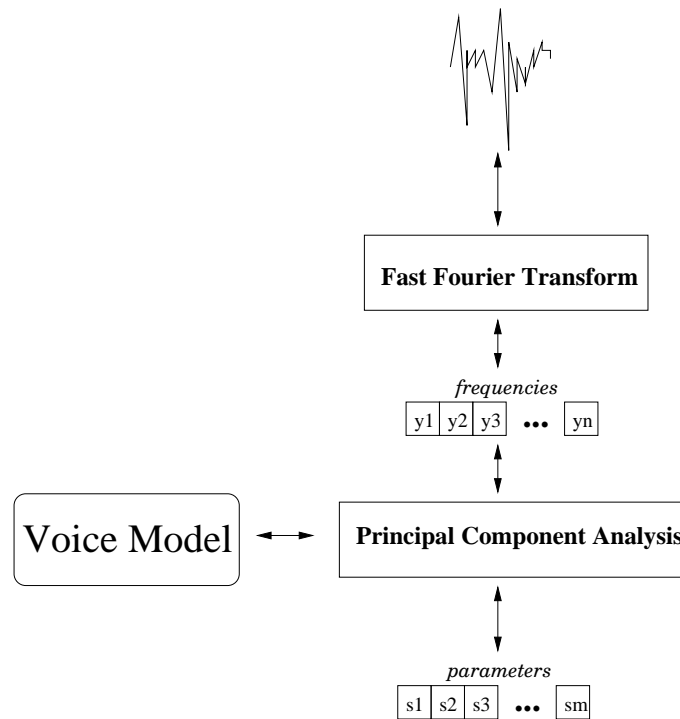 Fast Fourier Transform
frequencies
y1 y2 y3 ... yn
Voice Model
Principal Component Analysis
parameters
s1 s2 s3 ... sm